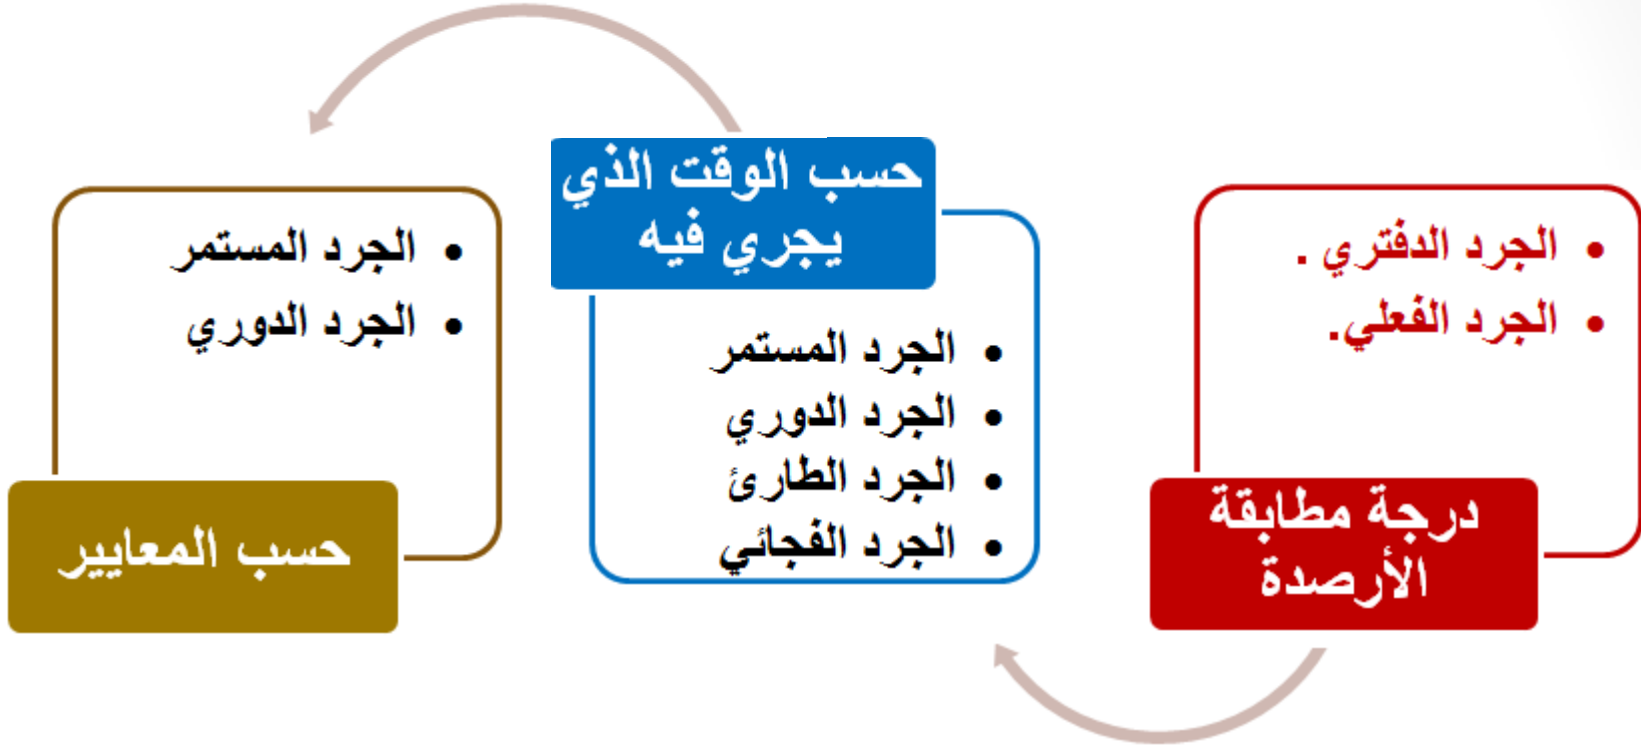 الجرد الدفتري .
الجرد الفعلي.
درجة مطابقة
الأرصدة
حسب الوقت الذي
يجري فيه
الجرد المستمر
الجرد الدوري
الجرد الطارئ
الجرد الفجائي
الجرد المستمر
الجرد الدوري
حسب المعايير